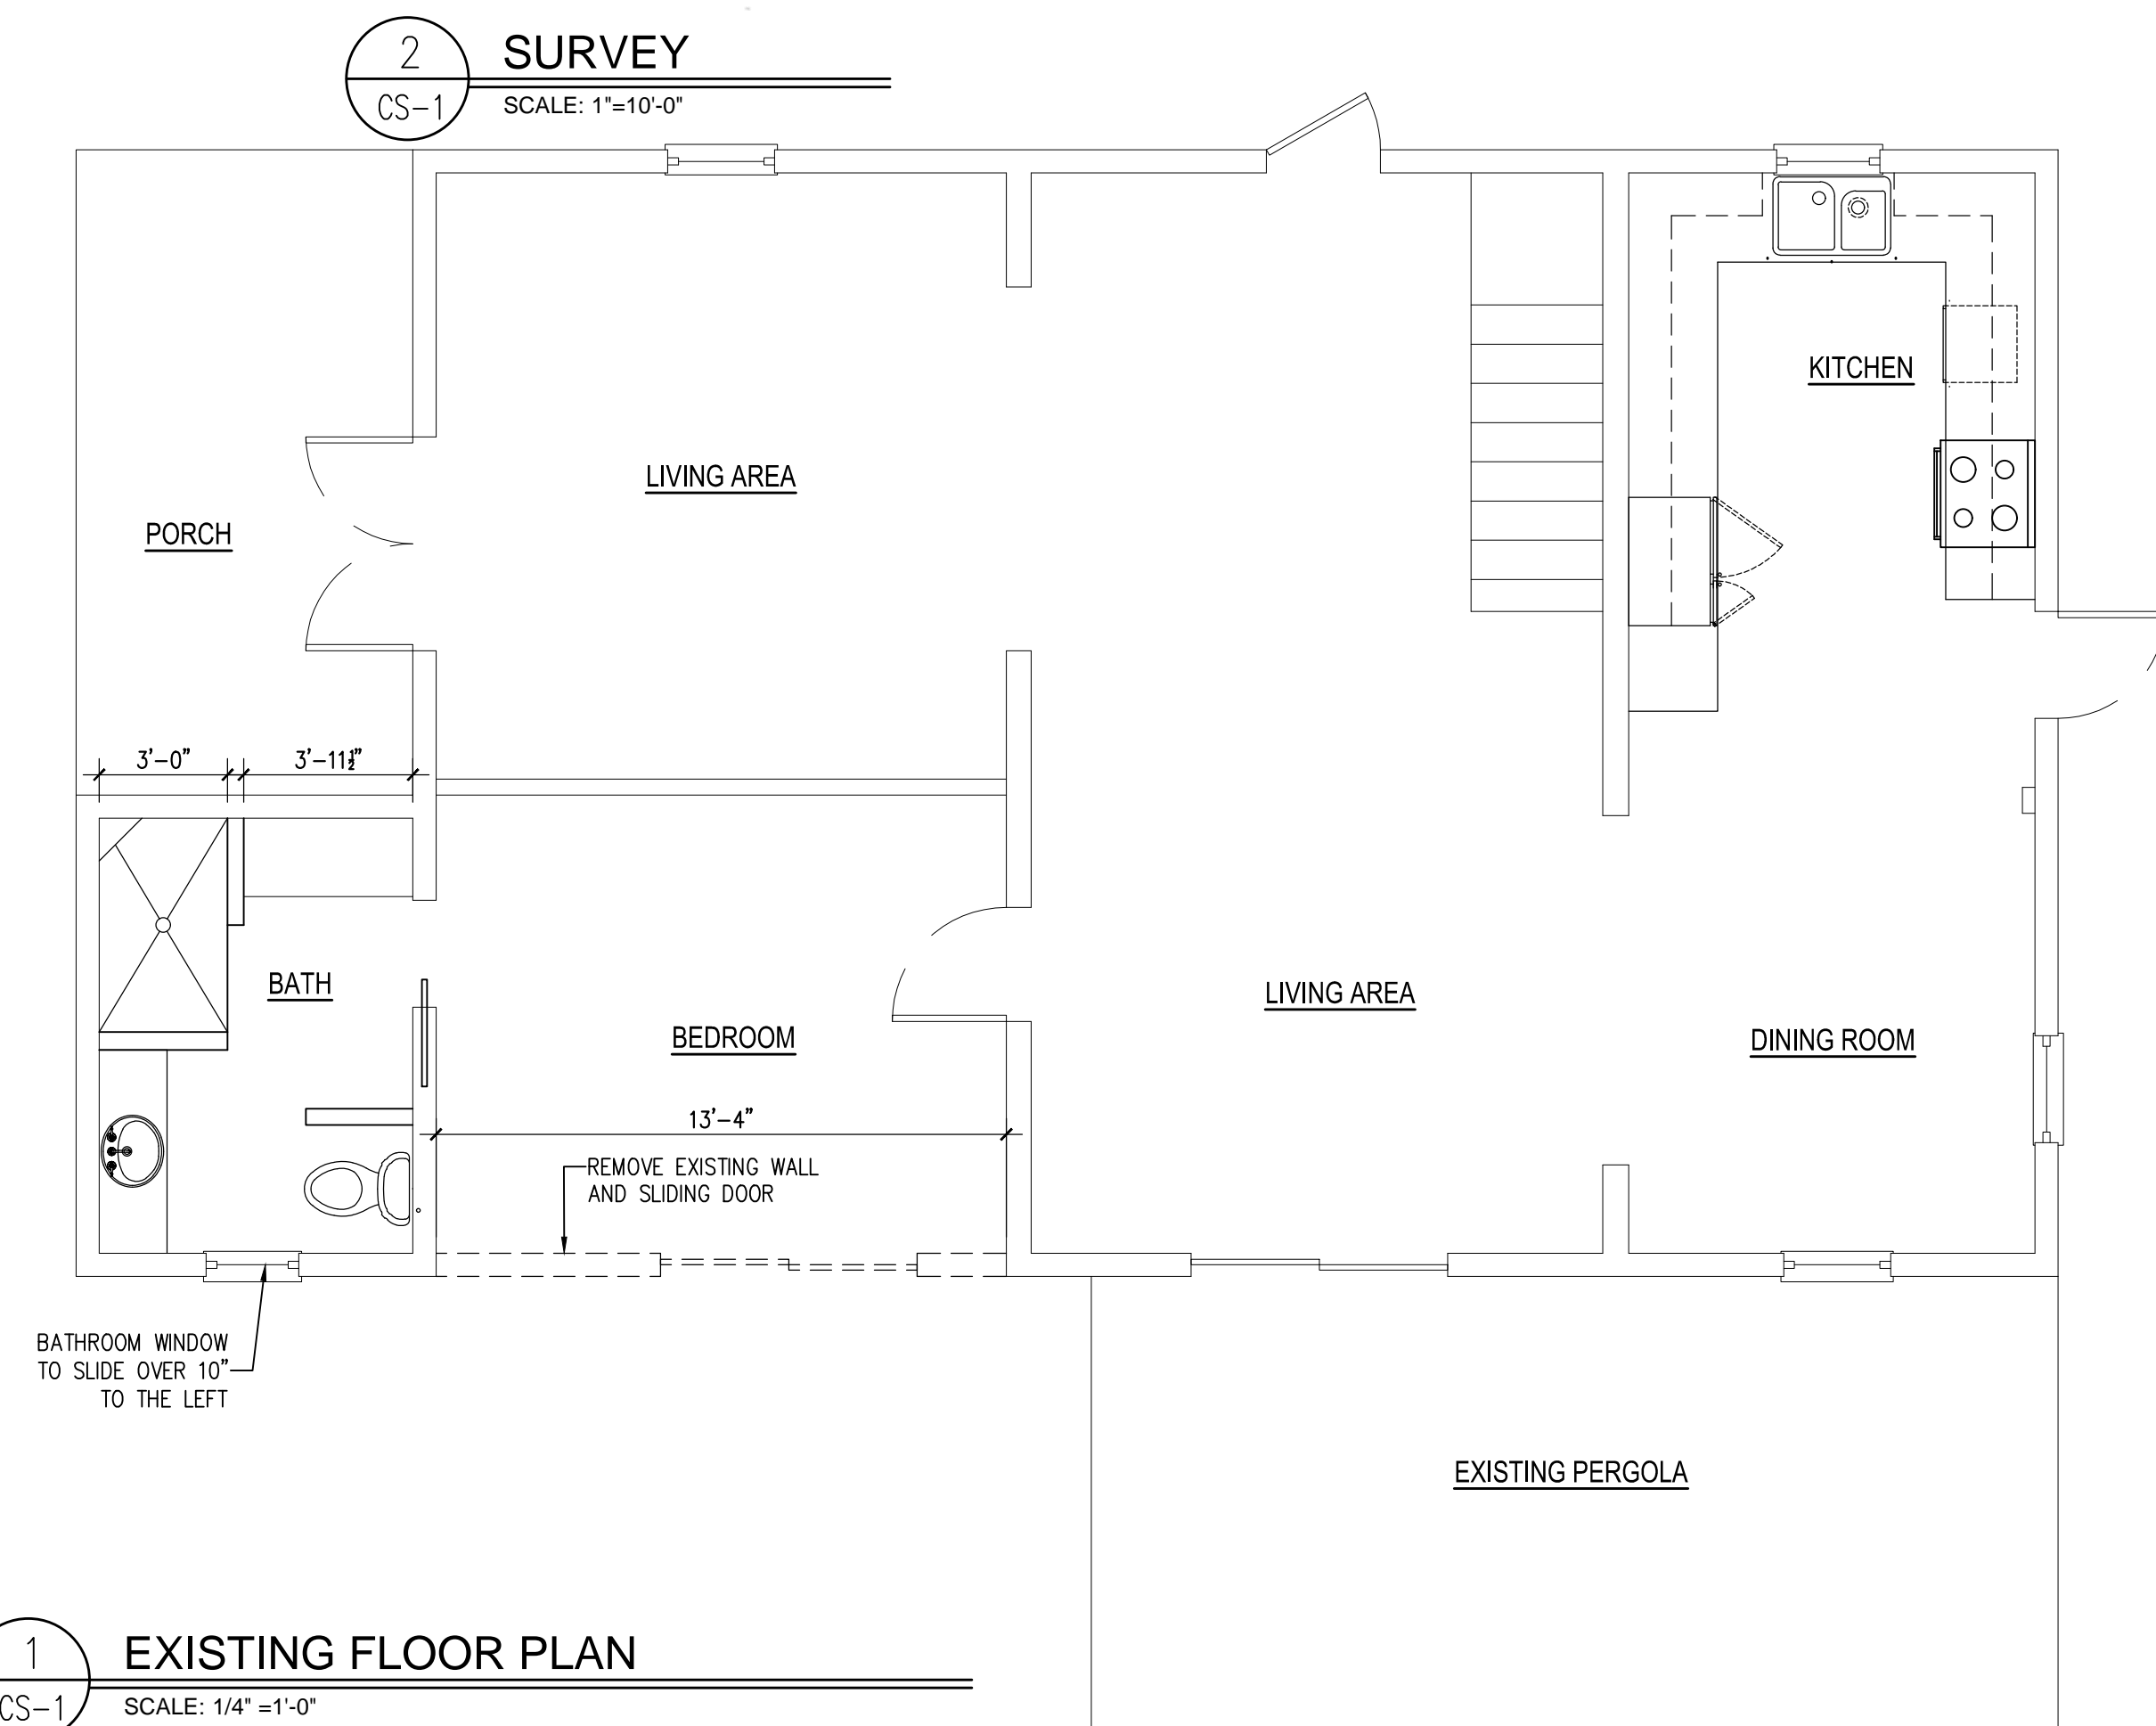 2
SURVEY
CS-1
SCALE: 1"=10'-0"
KITCHEN
LIVING AREA
PORCH
3'-0" 3'-11½"
BATH
LIVING AREA
BEDROOM
DINING ROOM
13'-4"
REMOVE EXISTING WALL
AND SLIDING DOOR
BATHROOM WINDOW
TO SLIDE OVER 10"
TO THE LEFT
EXISTING PERGOLA
1
EXISTING FLOOR PLAN
CS-1
SCALE: 1/4" =1'-0"